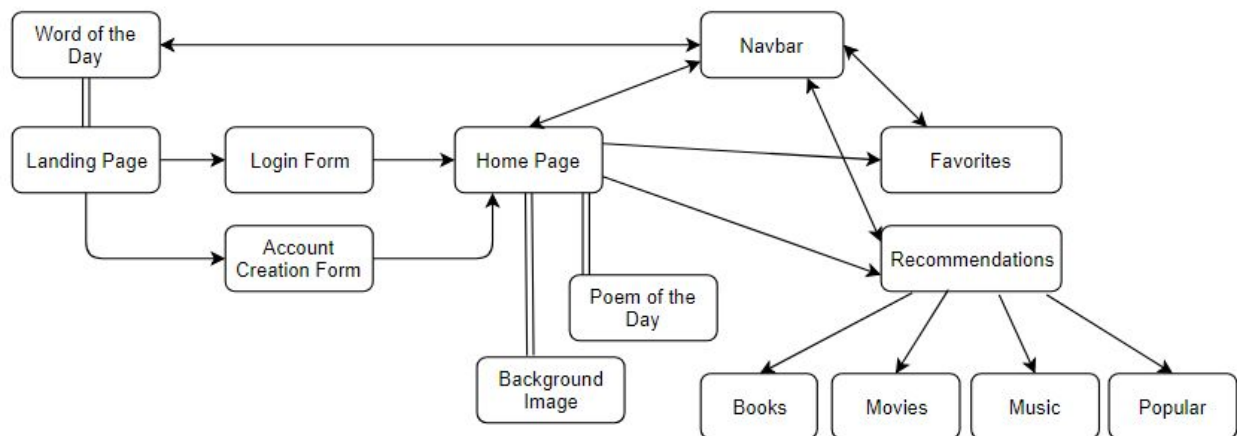 Word of the
Day
Navbar
Landing Page
Login Form
Home Page
Favorites
Account
Creation Form
Recommendations
Poem of the
Day
Background
Image
Books
Movies
Music
Popular